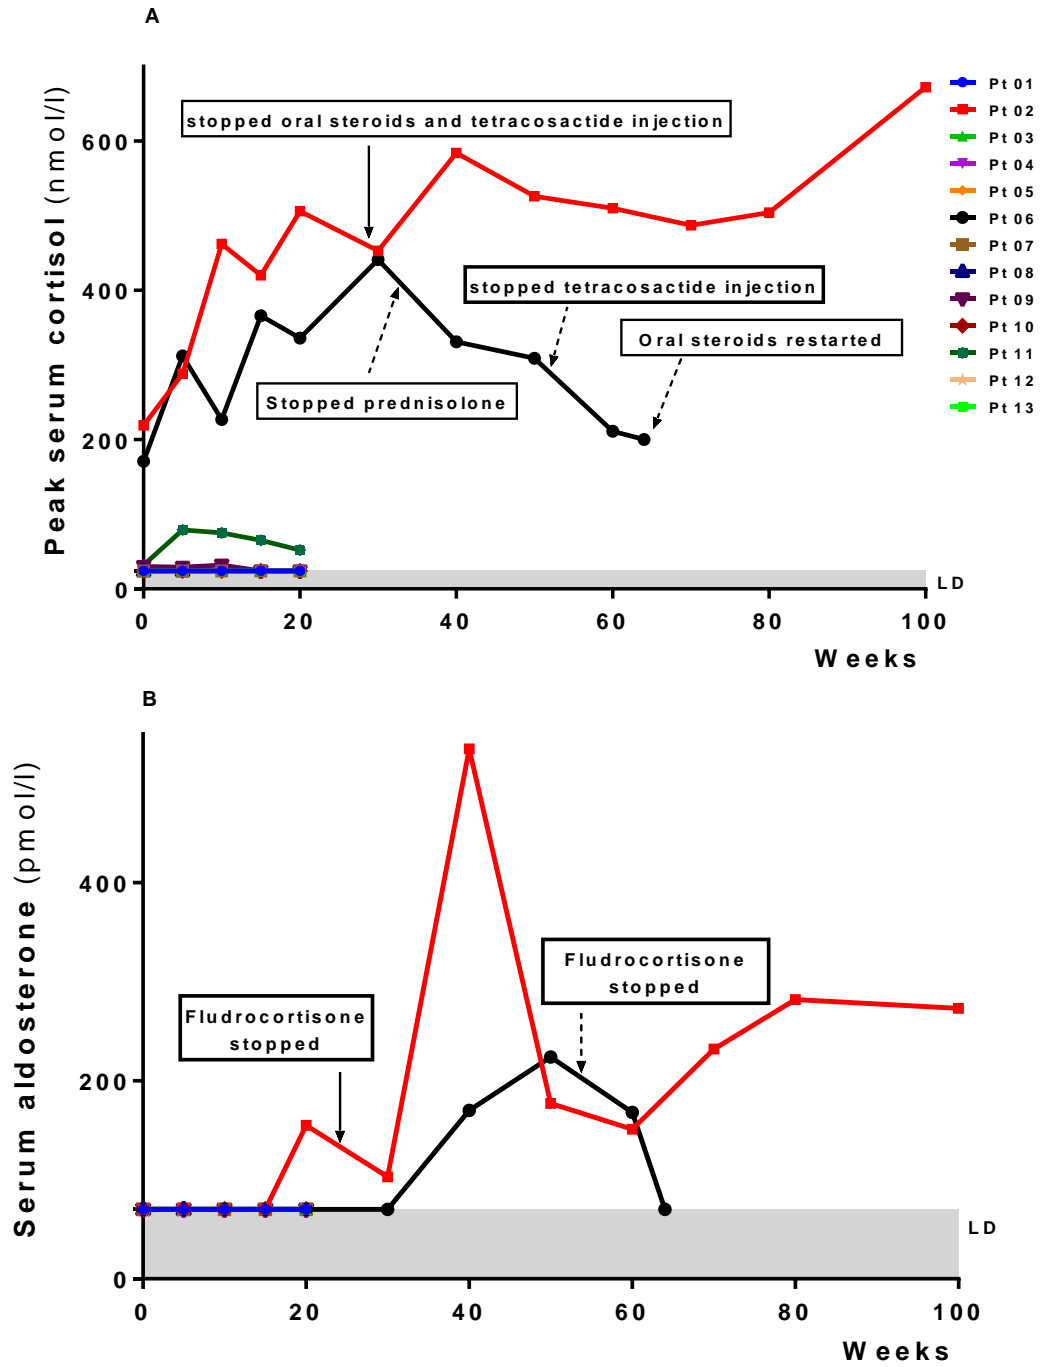 A
Peak serum cortisol (nmol/l)
600
400
200
0
stopped oral steroids and tetracosactide injection
stopped tetracosactide injection
Oral steroids restarted
Stopped prednisolone
Pt 01
Pt 02
Pt 03
Pt 04
Pt 05
Pt 06
Pt 07
Pt 08
Pt 09
Pt 10
Pt 11
Pt 12
Pt 13
LD
0 20 40 60 80 100
Weeks
B
Serum aldosterone (pmol/l)
400
200
0
Fludrocortisone
stopped
Fludrocortisone
stopped
LD
0 20 40 60 80 100
Weeks